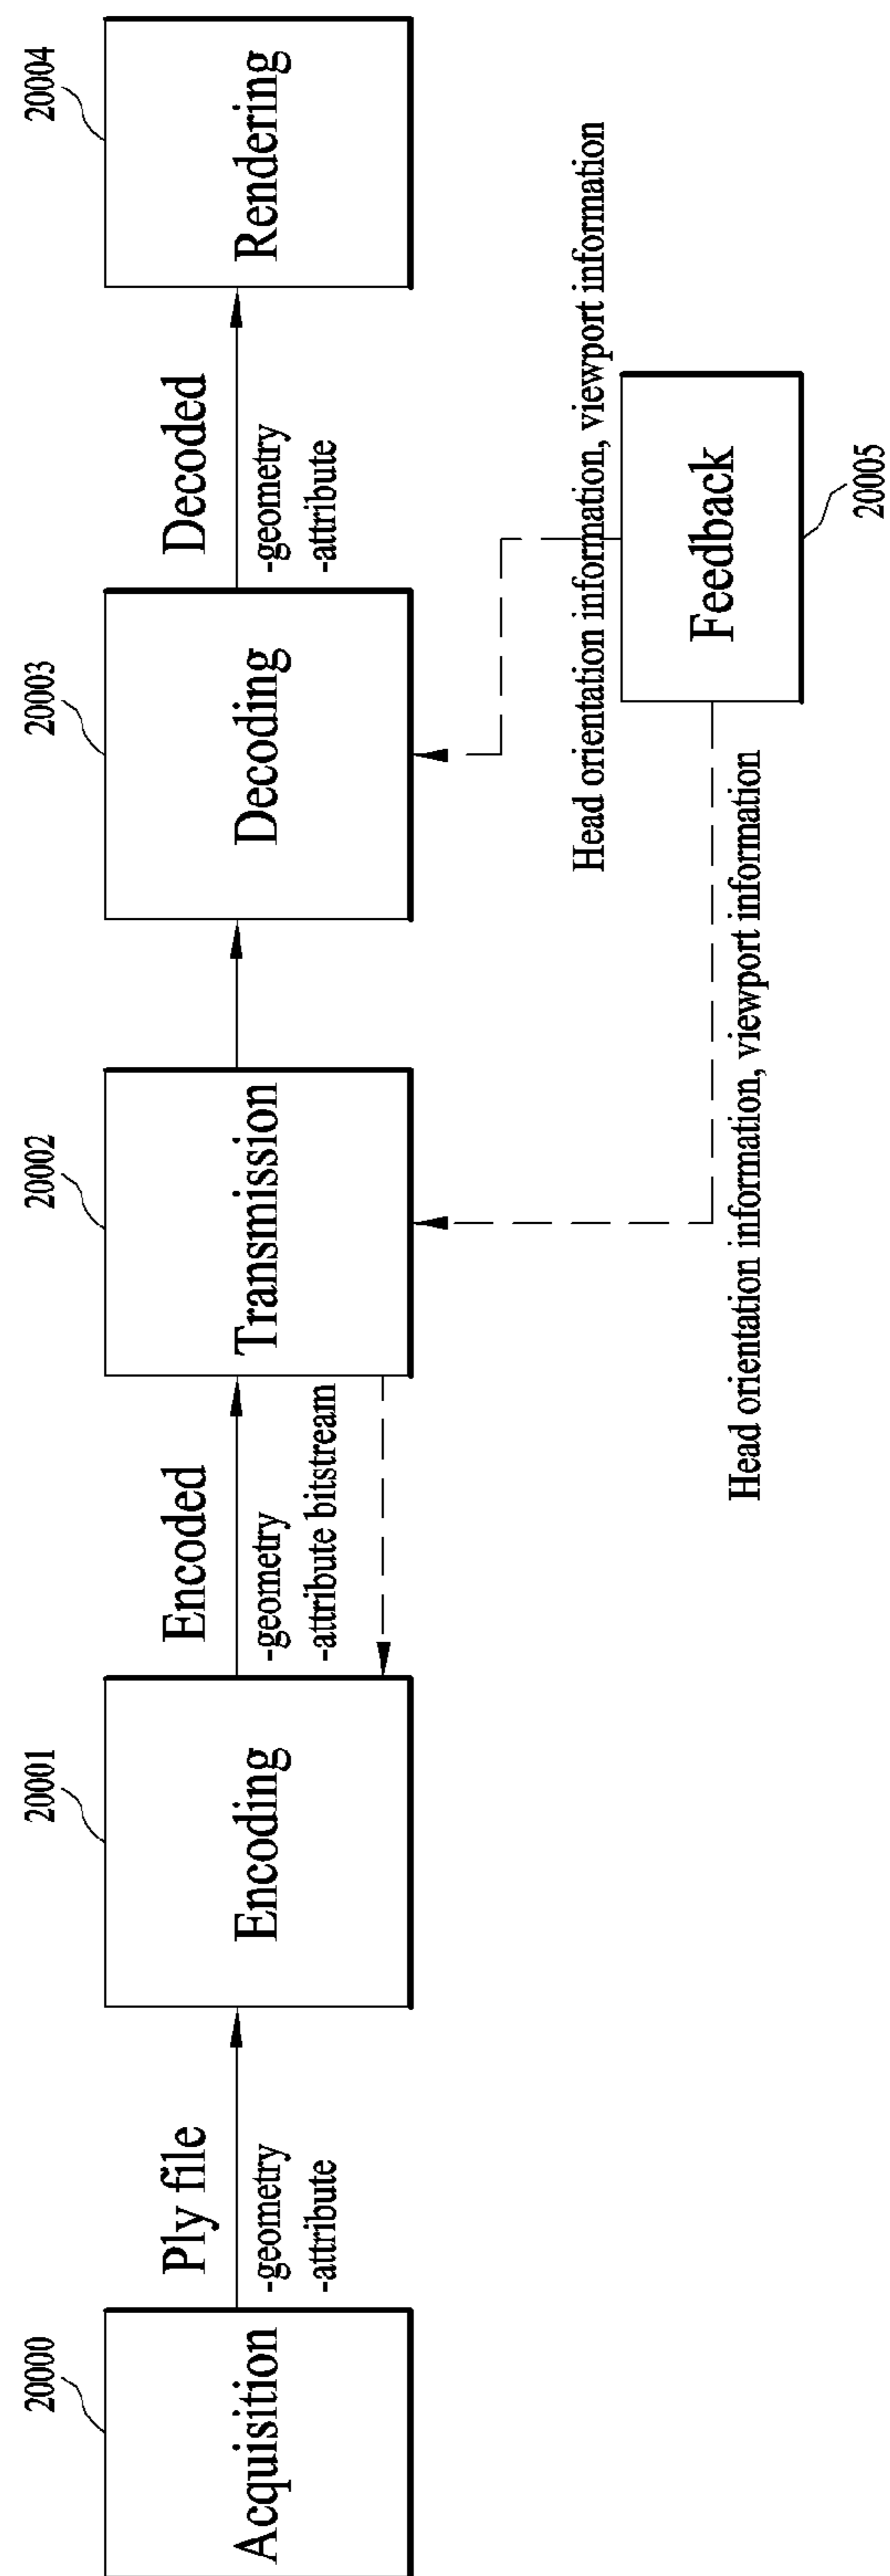 20000
Acquisition
Ply file
-geometry
-attribute
20001
Encoding
Encoded
-geometry
-attribute bitstream
20002
Transmission
20003
Decoding
Decoded
-geometry
-attribute
20004
Rendering
Head orientation information, viewport information
Feedback
20005
Head orientation information, viewport information